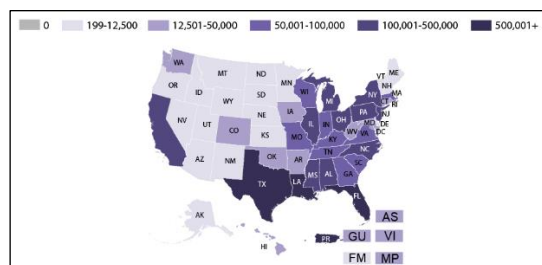 0 199-12,500 12,501-50,000 50,001-100,000 100,001-500,000 500,001+
WA MT ND MN ME
VT NH
OR ID SD WI MI NY MA
RI
WY IA PA CT
NE NJ
NV UT CO IL IN OH MD DE
KS MO WV VA DC
KY
AZ NM OK AR TN NC
SC
MS AL GA
TX LA
FL
AK
HI
PR
AS
GU VI
FM MP